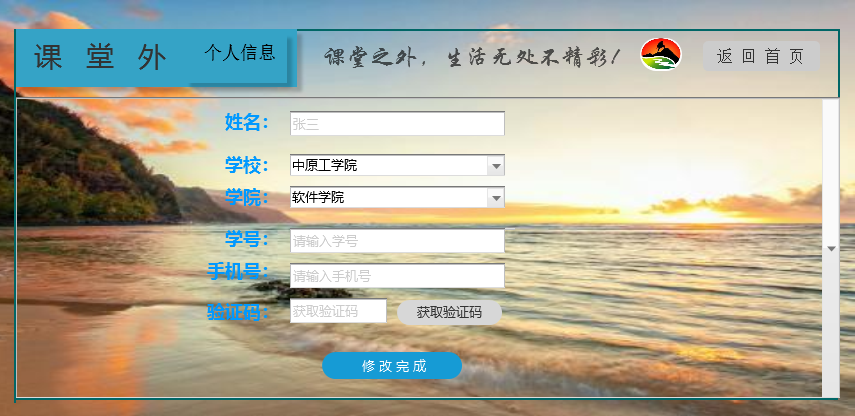 课 堂 外
个人信息
课堂之外，生活无处不精彩！
返 回 首 页
姓名：
张三
学校：
中原工学院
学院：
软件学院
学号：
请输入学号
手机号：
请输入手机号
验证码：
获取验证码
获取验证码
修改完成